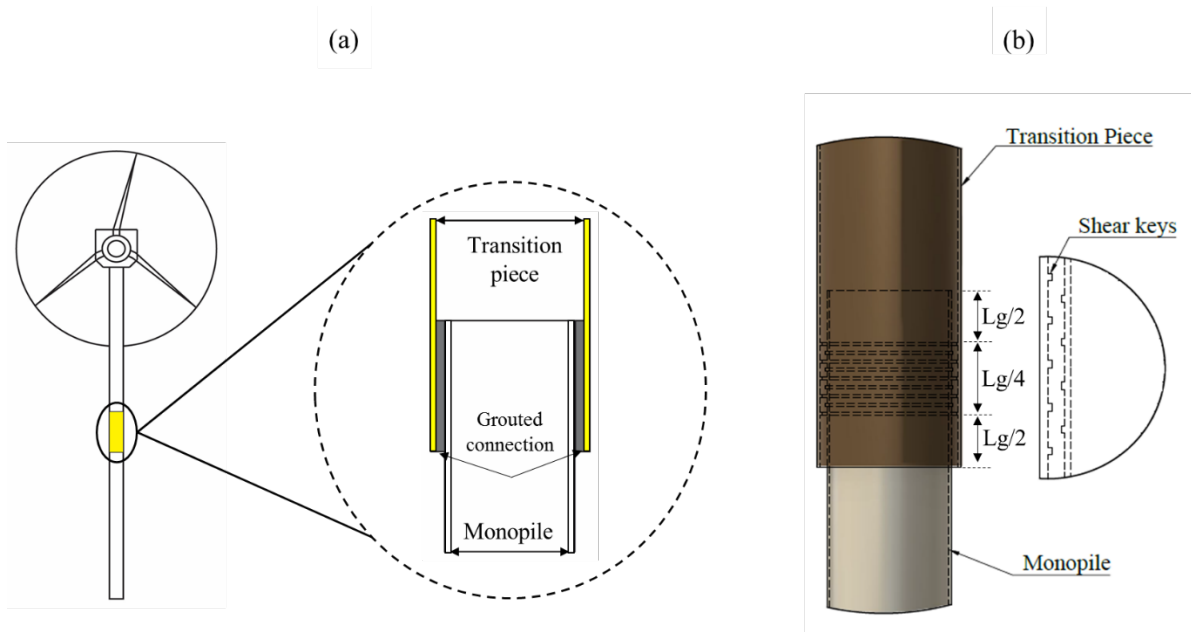 (a)
Transition
piece
Grouted
connection
Monopile
(b)
Transition Piece
Shear keys
Lg/2
Lg/4
Lg/2
Monopile